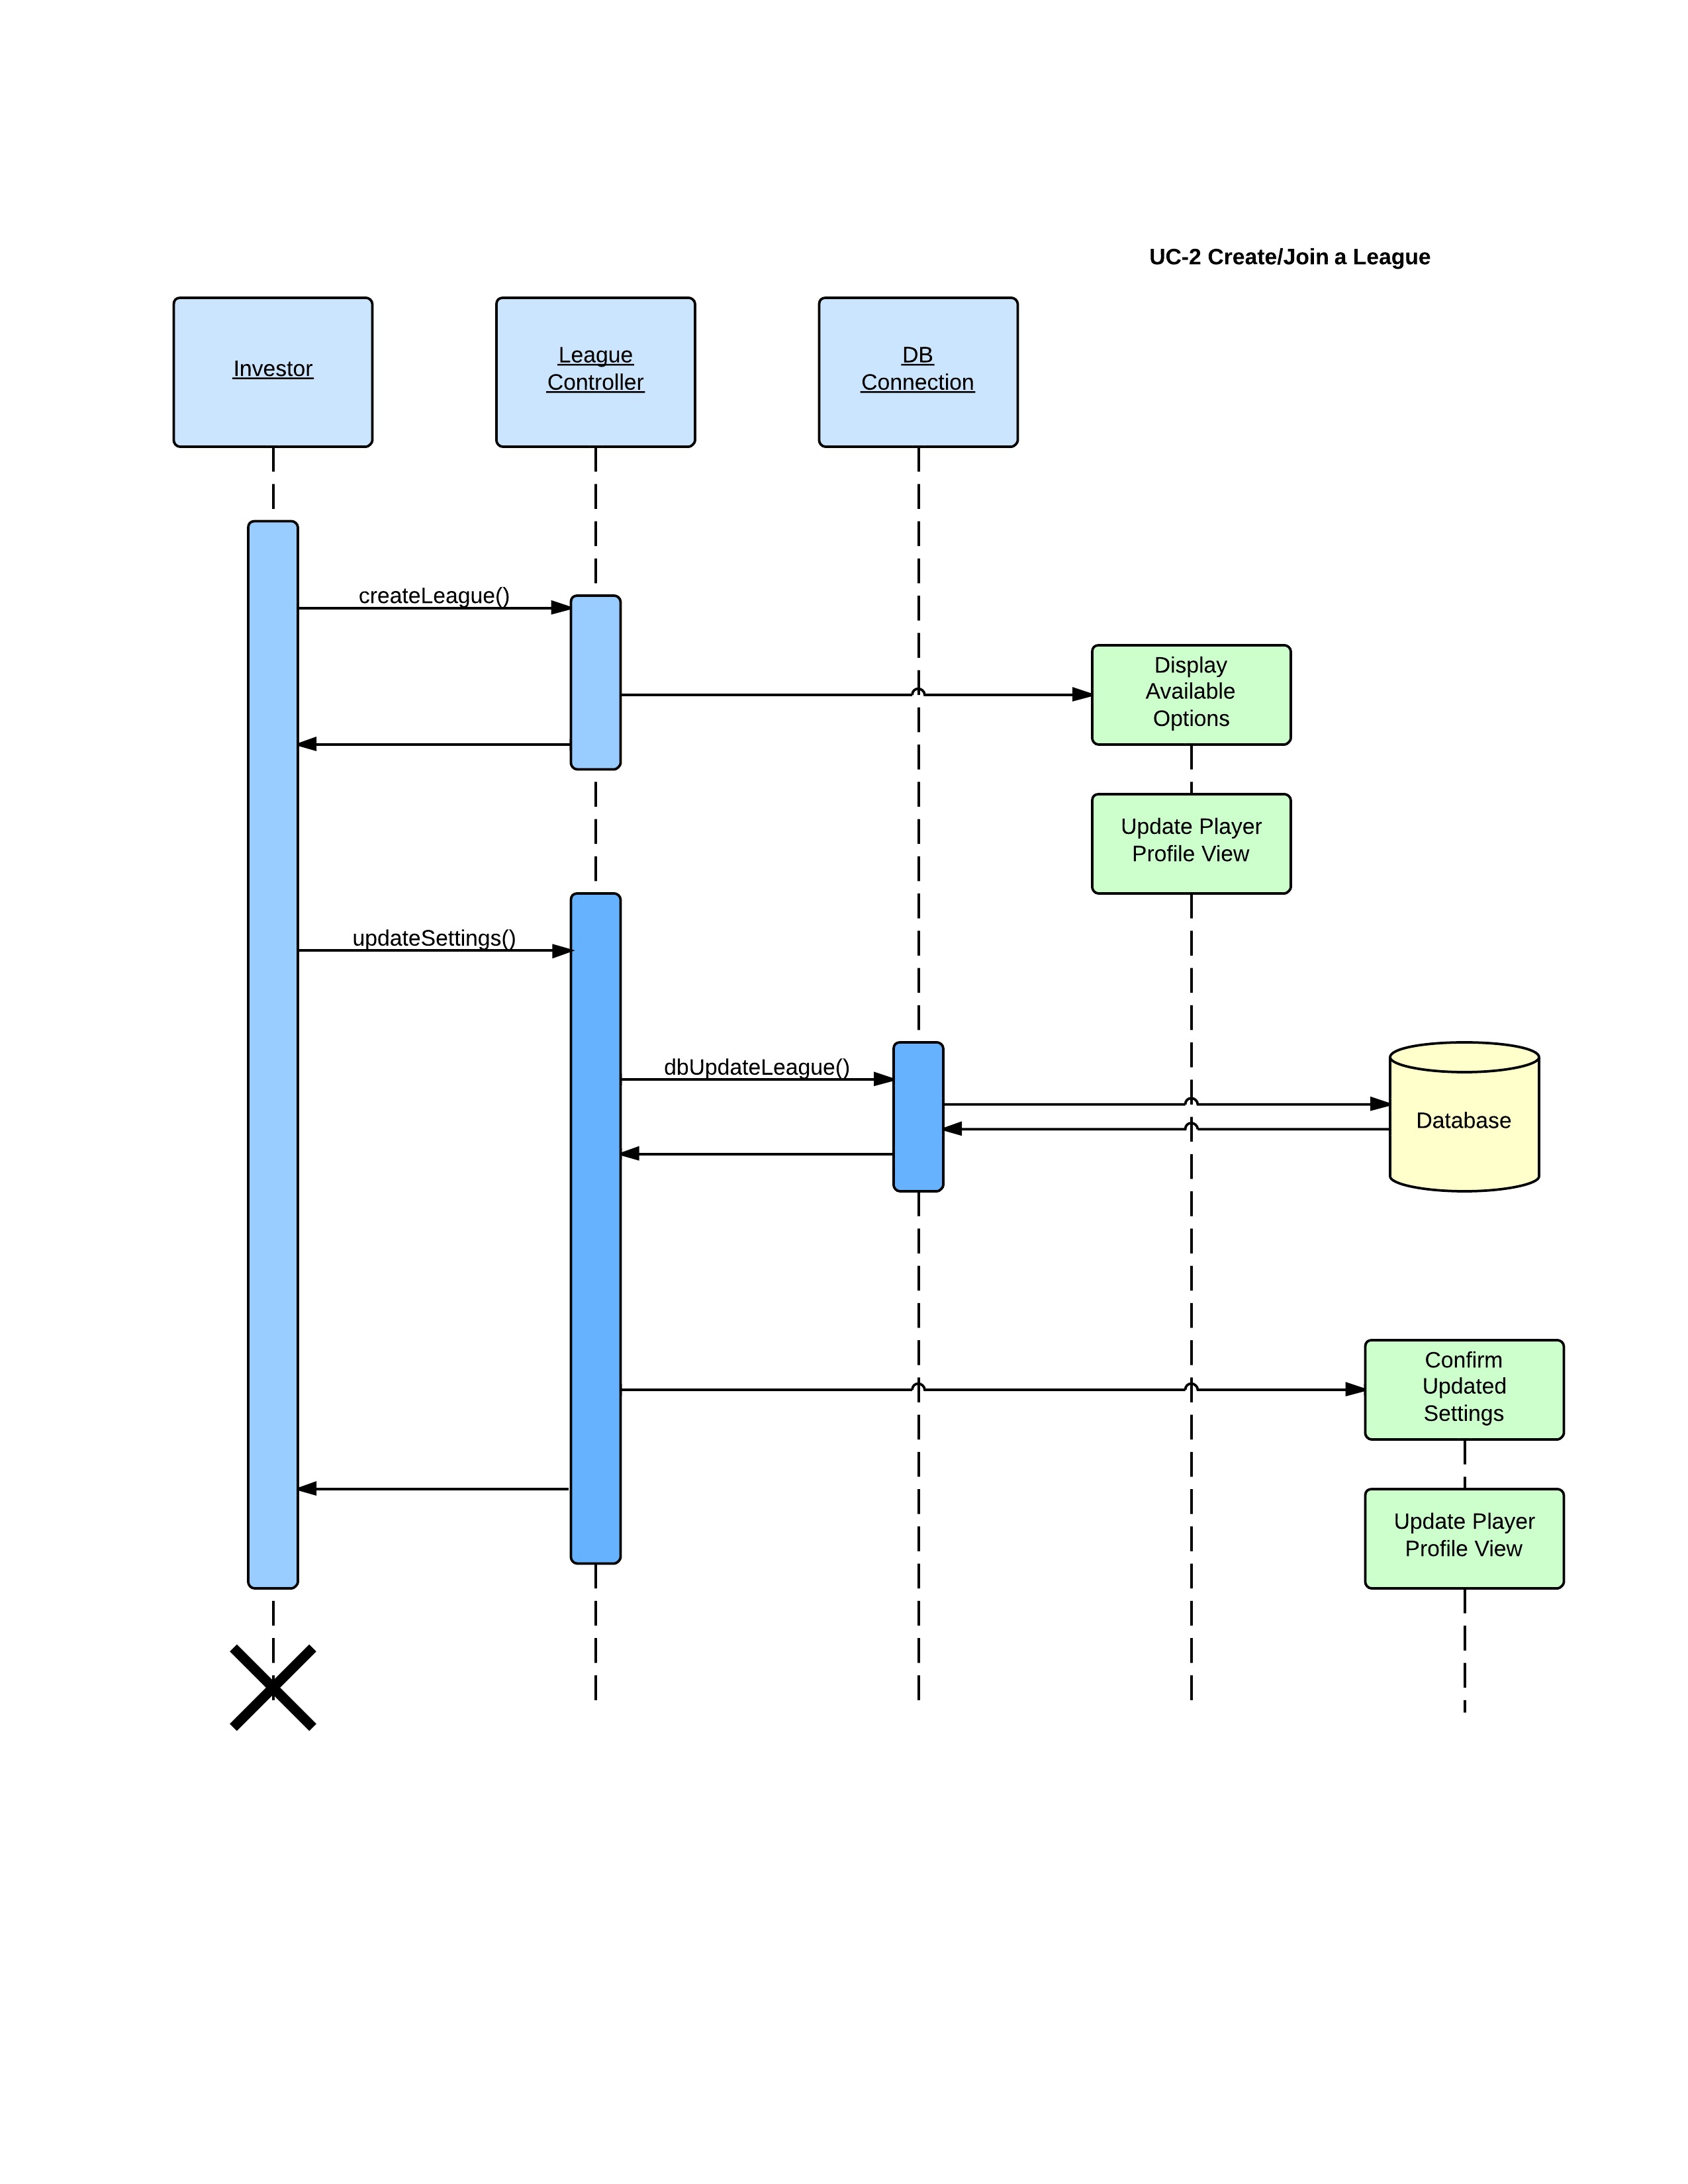 UC-2 Create/Join a League
Investor
League
Controller
DB
Connection
createLeague()
Display
Available
Options
Update Player
Profile View
updateSettings()
dbUpdateLeague()
Database
Confirm
Updated
Settings
Update Player
Profile View